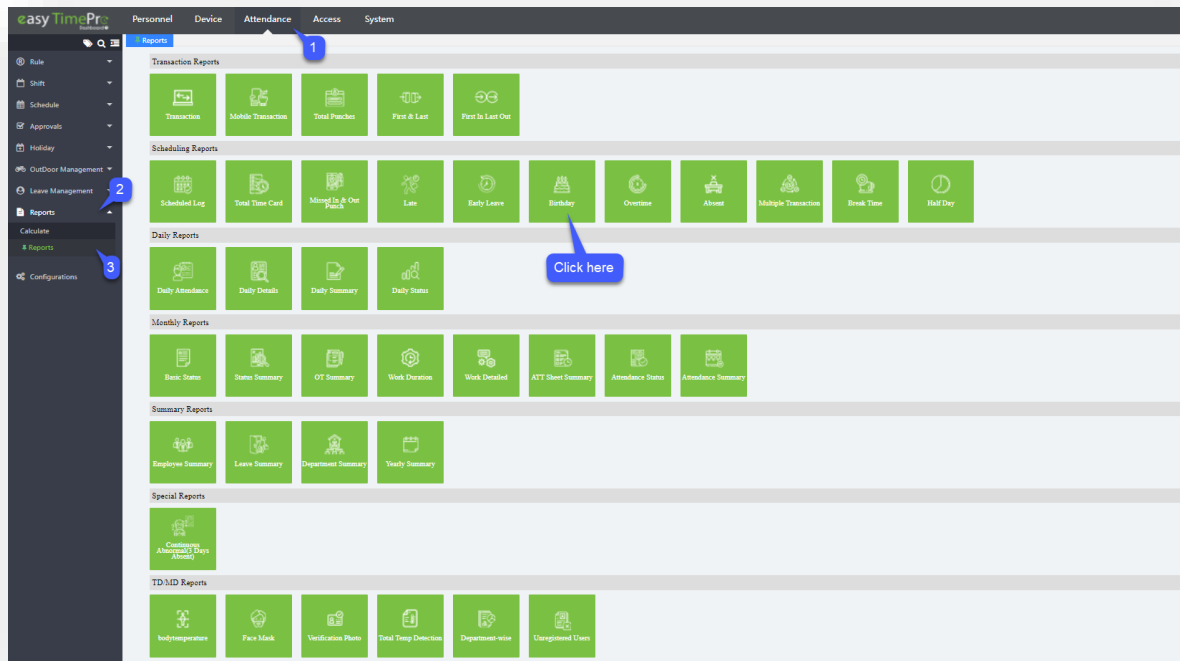 easy TimePro
Dashboard
Personnel Device Attendance Access System
Reports
1
Rule
Shift
Schedule
Approvals
Holiday
OutDoor Management
Leave Management
2
Reports
Calculate
Reports
3
Configurations
Transaction Reports
Transaction Mobile Transaction Total Punches First & Last First In Last Out
Scheduling Reports
Scheduled Log Total Time Card Missed In & Out Punch Late Early Leave Birthday Overtime Absent Multiple Transaction Break Time Half Day
Click here
Daily Reports
Daily Attendance Daily Details Daily Summary Daily Status
Monthly Reports
Basic Status Status Summary OT Summary Work Duration Work Detailed ATT Sheet Summary Attendance Status Attendance Summary
Summary Reports
Employee Summary Leave Summary Department Summary Yearly Summary
Special Reports
Continuous
Abnormal(3 Days
Absent)
TD/MD Reports
bodytemperature Face Mask Verification Photo Total Temp Detection Department-wise Unregistered Users